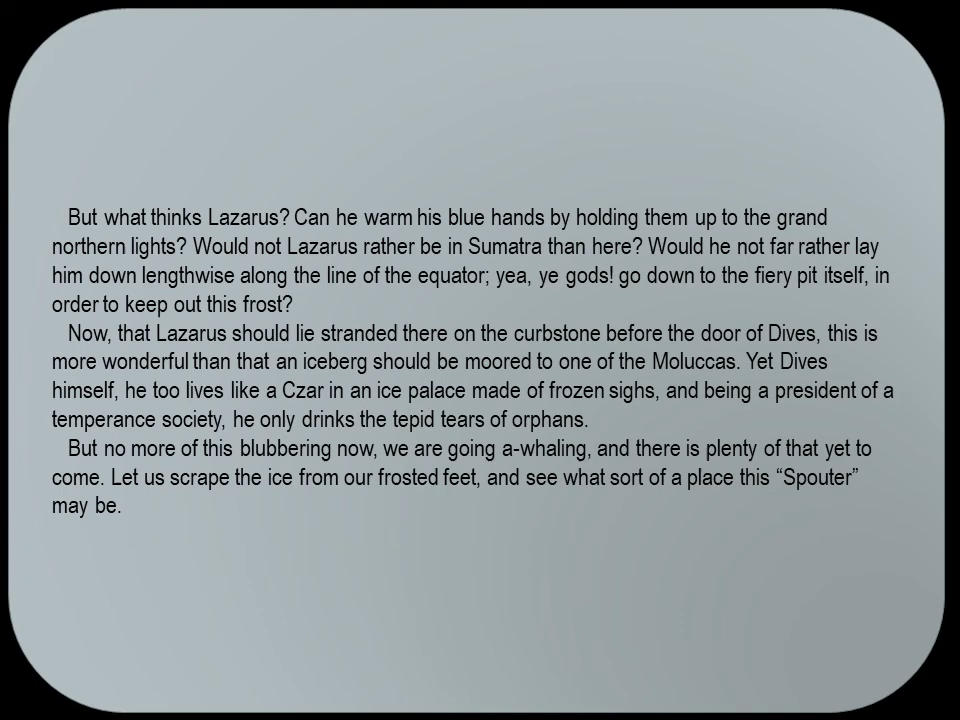 But what thinks Lazarus? Can he warm his blue hands by holding them up to the grand
northern lights? Would not Lazarus rather be in Sumatra than here? Would he not far rather lay
him down lengthwise along the line of the equator; yea, ye gods! go down to the fiery pit itself, in
order to keep out this frost?
Now, that Lazarus should lie stranded there on the curbstone before the door of Dives, this is
more wonderful than that an iceberg should be moored to one of the Moluccas. Yet Dives
himself, he too lives like a Czar in an ice palace made of frozen sighs, and being a president of a
temperance society, he only drinks the tepid tears of orphans.
But no more of this blubbering now, we are going a-whaling, and there is plenty of that yet to
come. Let us scrape the ice from our frosted feet, and see what sort of a place this “Spouter”
may be.